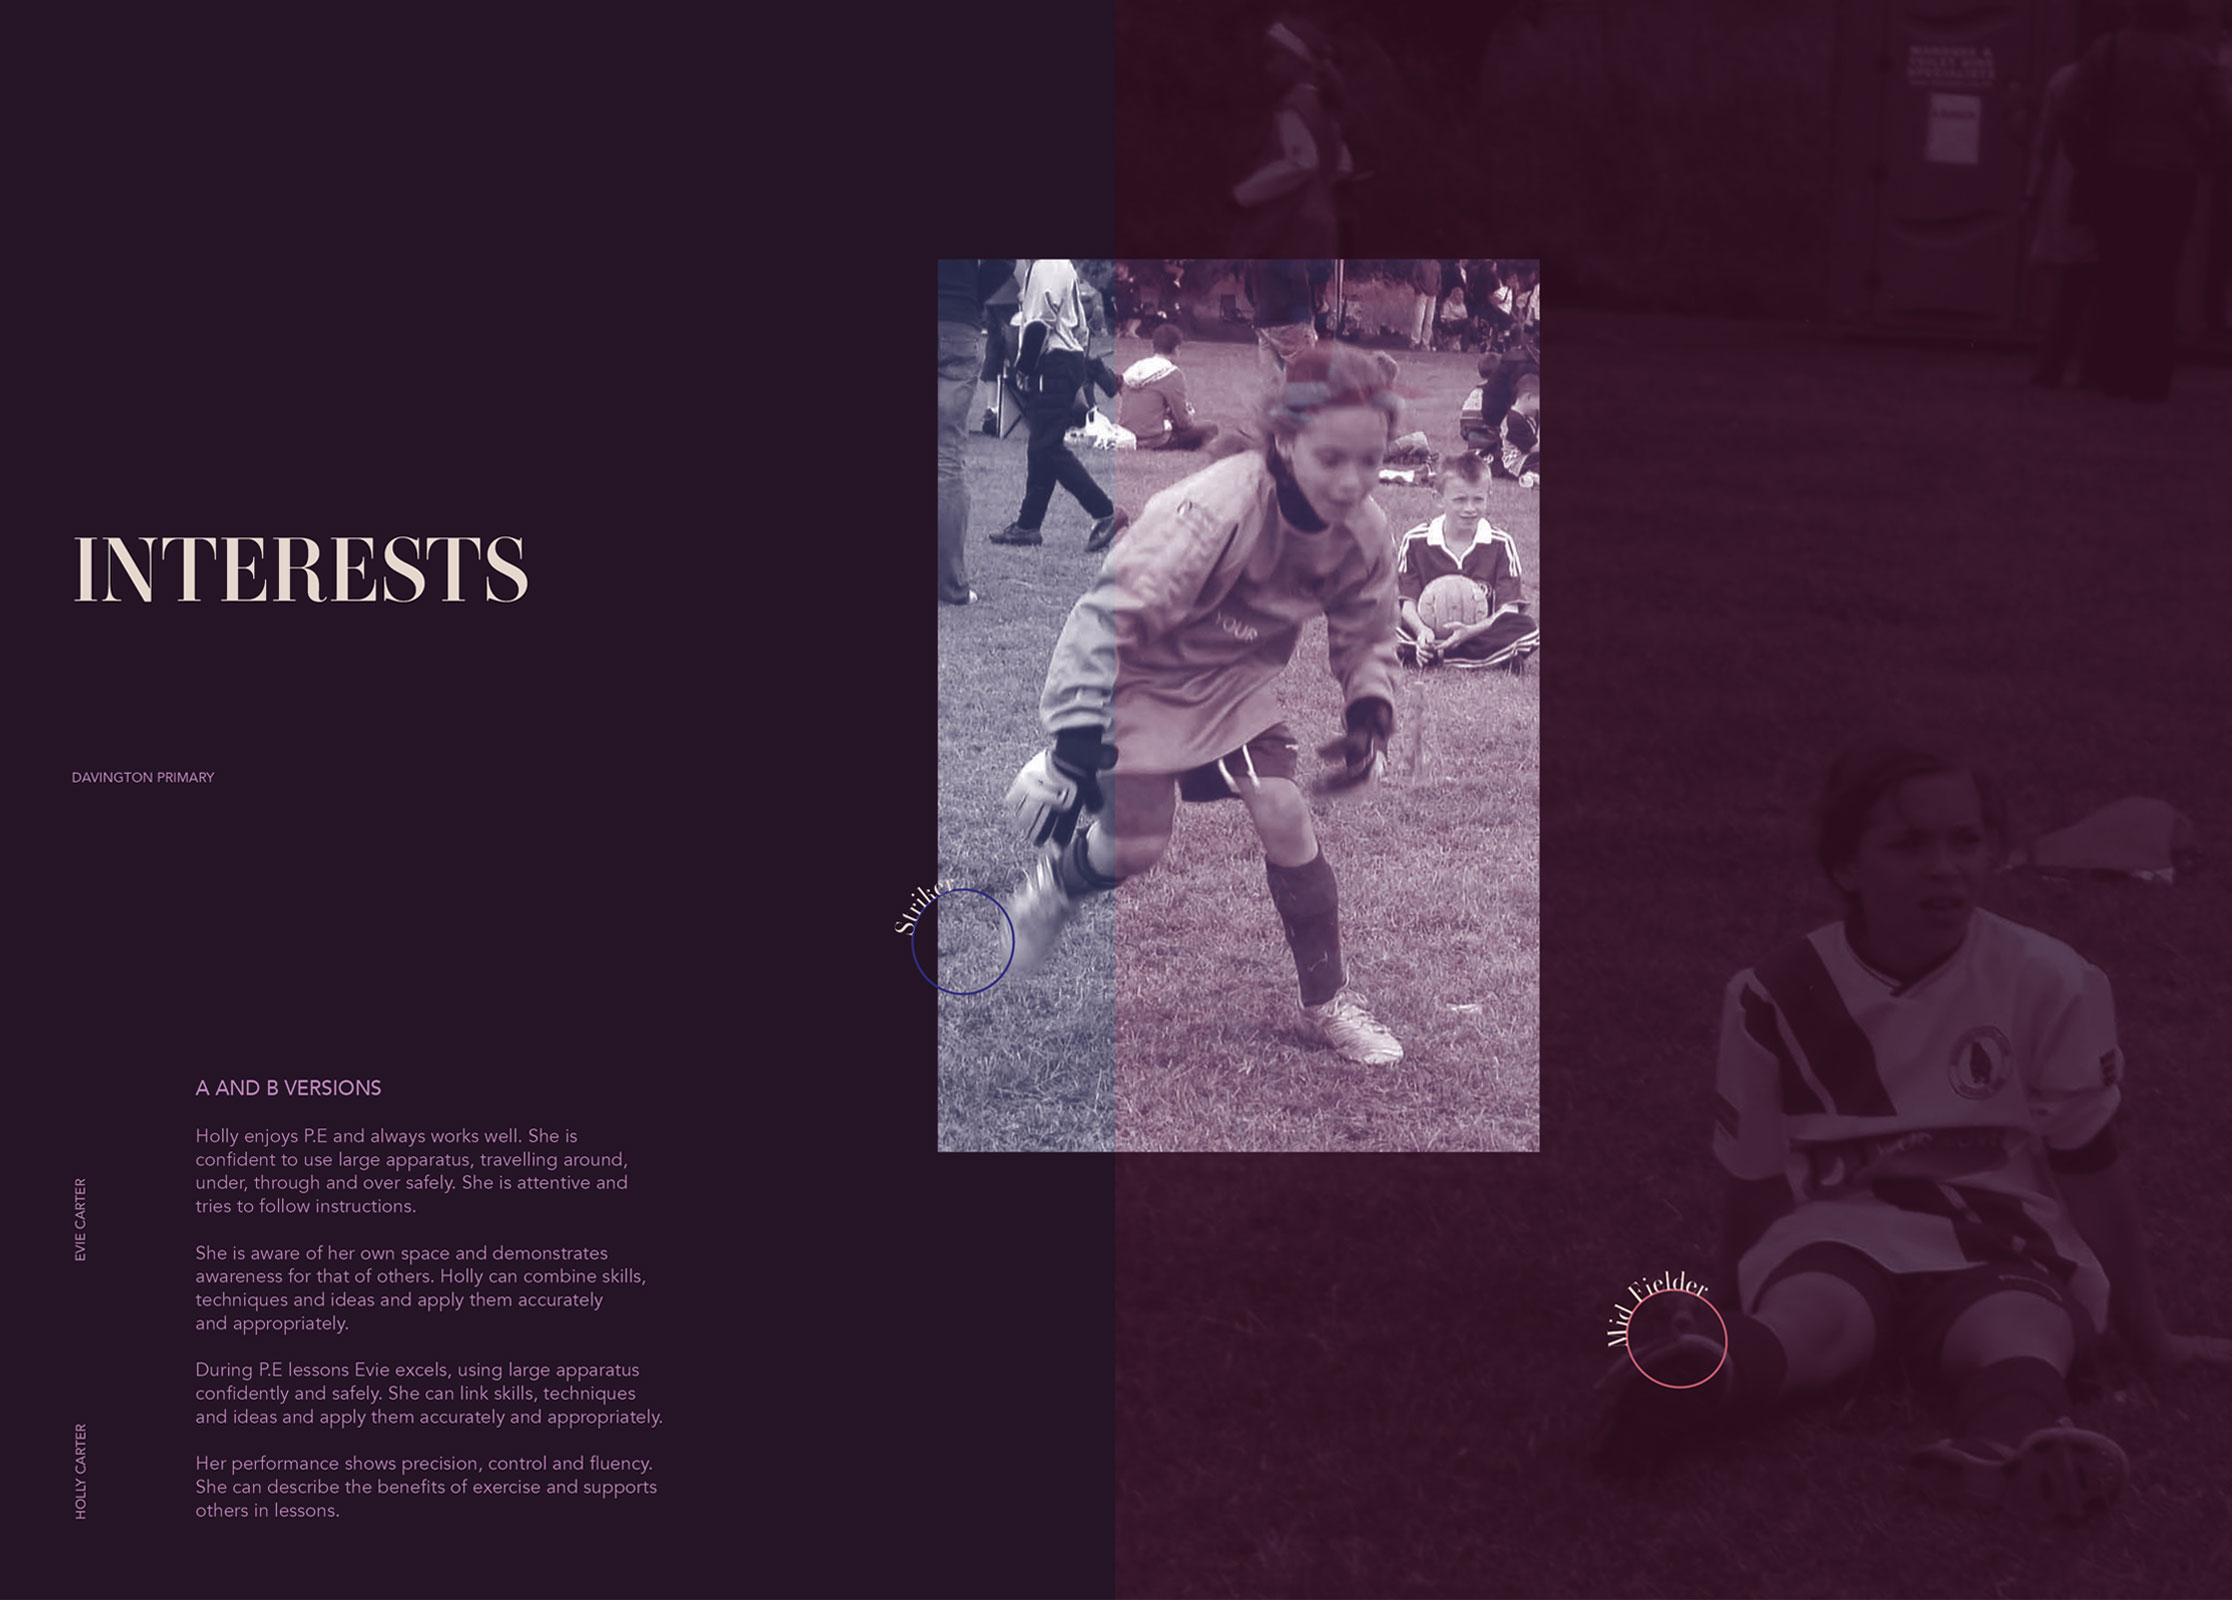 INTERESTS
DAVINGTON PRIMARY
A AND B VERSIONS
Holly enjoys P.E and always works well. She is
confident to use large apparatus, travelling around,
under, through and over safely. She is attentive and
tries to follow instructions.
She is aware of her own space and demonstrates
awareness for that of others. Holly can combine skills,
techniques and ideas and apply them accurately
and appropriately.
During P.E lessons Evie excels, using large apparatus
confidently and safely. She can link skills, techniques
and ideas and apply them accurately and appropriately.
Her performance shows precision, control and fluency.
She can describe the benefits of exercise and supports
others in lessons.
EVIE CARTER
HOLLY CARTER
Striker
YOUR
Mid Fielder